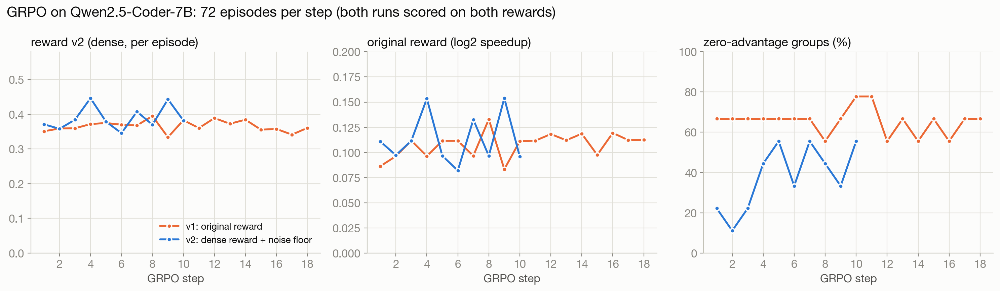 GRPO on Qwen2.5-Coder-7B: 72 episodes per step (both runs scored on both rewards)
reward v2 (dense, per episode)
0.5
0.4
0.3
0.2
0.1
0.0
v1: original reward
v2: dense reward + noise floor
2 4 6 8 10 12 14 16 18
GRPO step
original reward (log2 speedup)
0.200
0.175
0.150
0.125
0.100
0.075
0.050
0.025
0.000
2 4 6 8 10 12 14 16 18
GRPO step
zero-advantage groups (%)
100
80
60
40
20
0
2 4 6 8 10 12 14 16 18
GRPO step